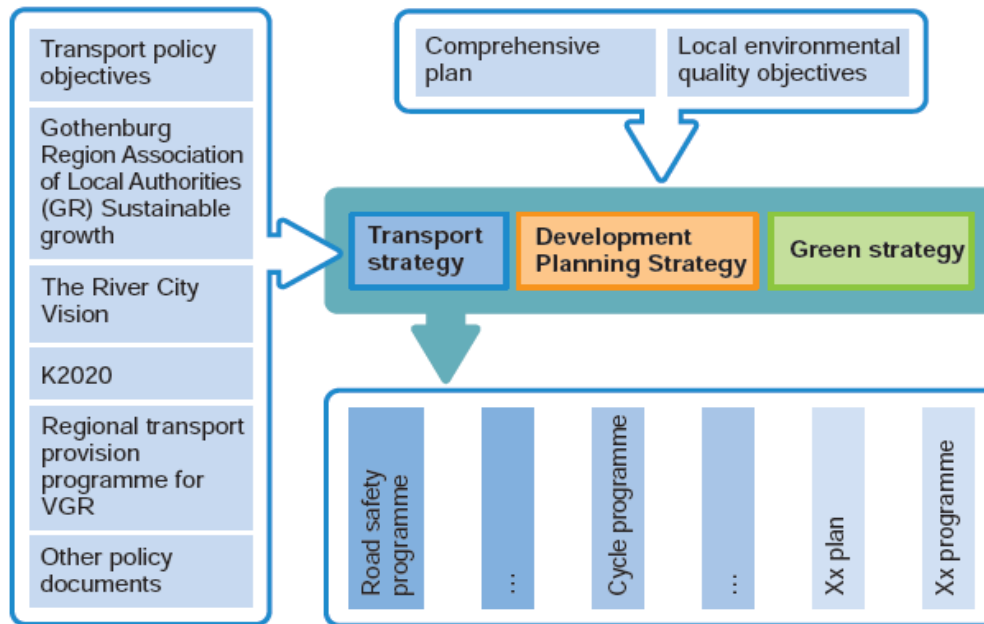 Transport policy
objectives
Gothenburg
Region Association
of Local Authorities
(GR) Sustainable
growth
The River City
Vision
K2020
Regional transport
provision
programme for
VGR
Other policy
documents
Comprehensive
plan
Local environmental
quality objectives
Transport
strategy
Development
Planning Strategy
Green strategy
Road safety
programme
...
Cycle programme
...
Xx plan
Xx programme